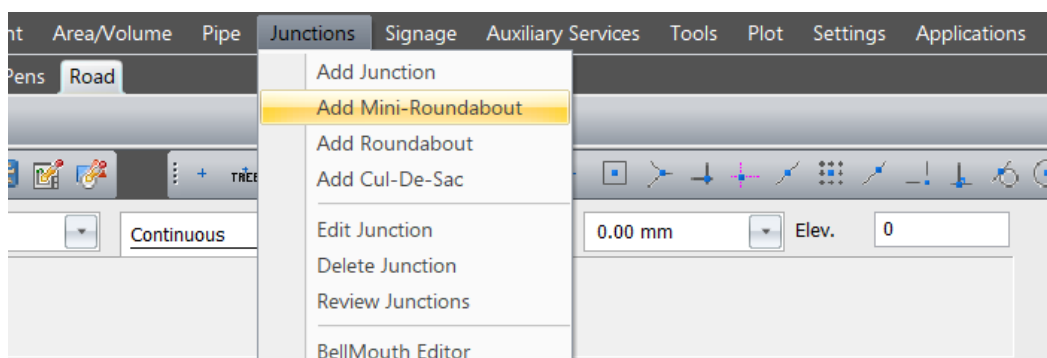 nt Area/Volume Pipe Junctions Signage Auxiliary Services Tools Plot Settings Applications
Pens Road
Add Junction
Add Mini-Roundabout
Add Roundabout
TREE
Add Cul-De-Sac
Continuous
Edit Junction
0.00 mm
Elev.
0
Delete Junction
Review Junctions
BellMouth Editor